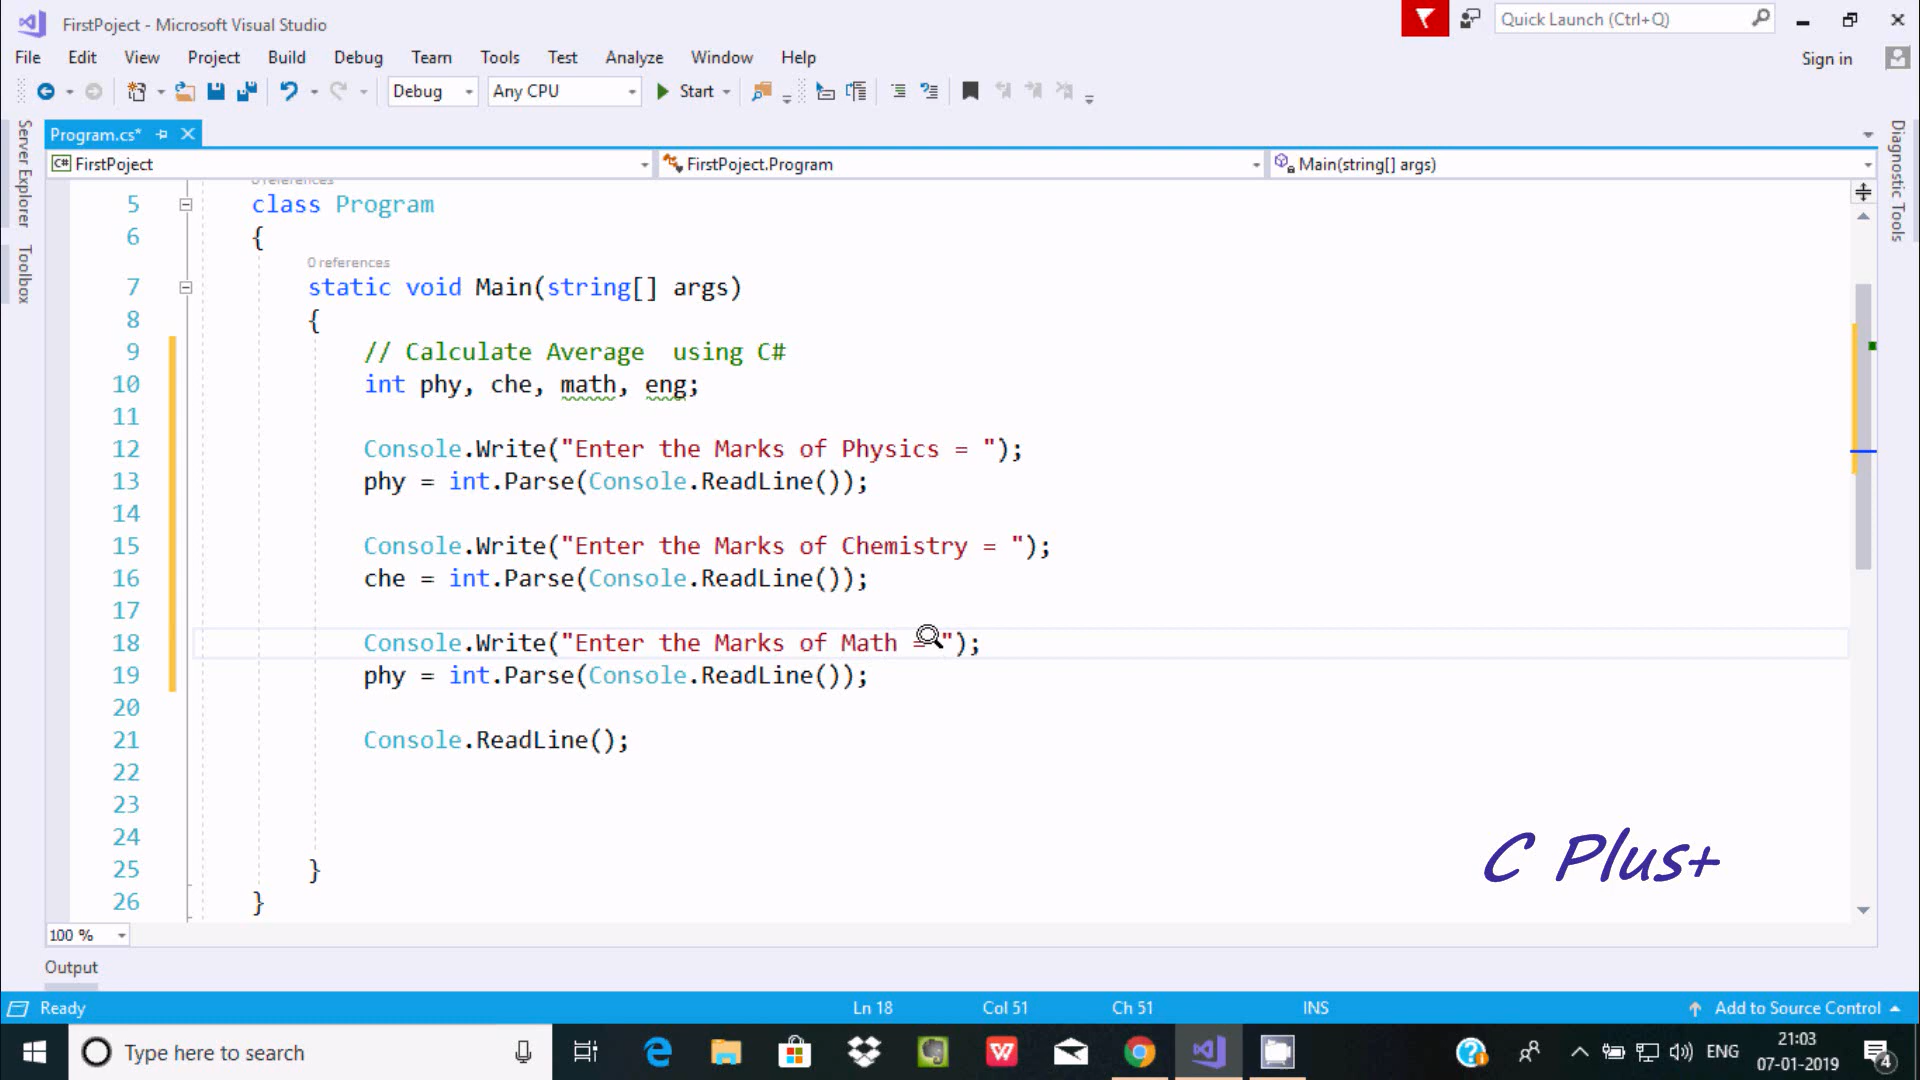 FirstPoject - Microsoft Visual Studio
Quick Launch (Ctrl+Q)
File Edit View Project Build Debug Team Tools Test Analyze Window Help
Sign in
Debug Any CPU Start
Server Explorer
Toolbox
Diagnostic Tools
Program.cs*
C# FirstPoject FirstPoject.Program Main(string[] args)
0 references
5 class Program
6 {
0 references
7 static void Main(string[] args)
8 {
9 // Calculate Average  using C#
10 int phy, che, math, eng;
11
12 Console.Write("Enter the Marks of Physics = ");
13 phy = int.Parse(Console.ReadLine());
14
15 Console.Write("Enter the Marks of Chemistry = ");
16 che = int.Parse(Console.ReadLine());
17
18 Console.Write("Enter the Marks of Math = ");
19 phy = int.Parse(Console.ReadLine());
20
21 Console.ReadLine();
22
23
24
25 }
26 }
C Plus+
100 %
Output
Ready Ln 18 Col 51 Ch 51 INS Add to Source Control
Type here to search
ENG
21:03
07-01-2019
4